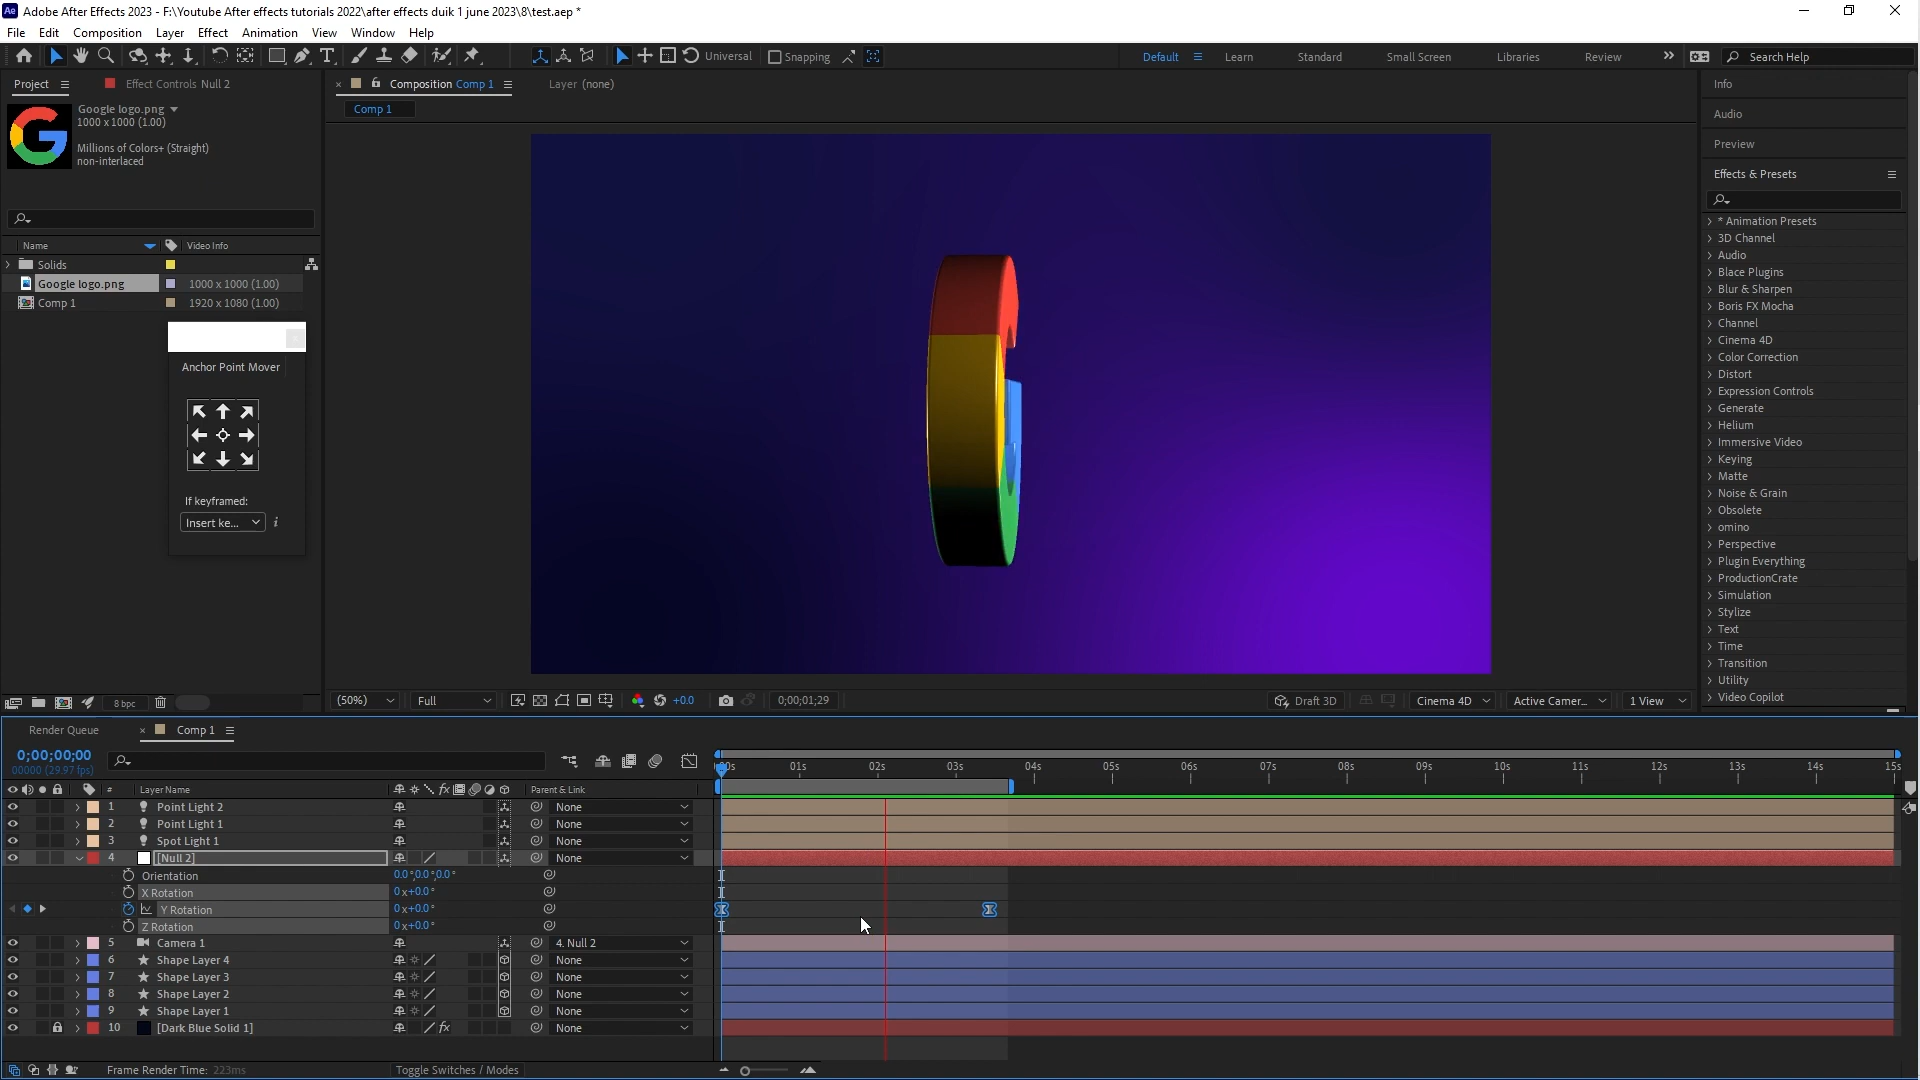 Adobe After Effects 2023 - F:\Youtube After effects tutorials 2022\after effects duik 1 june 2023\8\test.aep *
File Edit Composition Layer Effect Animation View Window Help
Universal Snapping Default Learn Standard Small Screen Libraries Review Search Help
Project Effect Controls Null 2 Composition Comp 1 Layer (none) Info
Google logo.png
1000 x 1000 (1.00)
Comp 1
Audio
Millions of Colors+ (Straight)
non-interlaced
Preview
Effects & Presets
Name Video Info
Solids
Google logo.png 1000 x 1000 (1.00)
Comp 1 1920 x 1080 (1.00)
Anchor Point Mover
If keyframed:
Insert ke...
* Animation Presets
3D Channel
Audio
Blace Plugins
Blur & Sharpen
Boris FX Mocha
Channel
Cinema 4D
Color Correction
Distort
Expression Controls
Generate
Helium
Immersive Video
Keying
Matte
Noise & Grain
Obsolete
omino
Perspective
Plugin Everything
ProductionCrate
Simulation
Stylize
Text
Time
Transition
Utility
Video Copilot
8 bpc (50%) Full +0.0 0;00;01;29 Draft 3D Cinema 4D Active Camer... 1 View
Render Queue Comp 1
0;00;00;00
00000 (29.97 fps)
:00s 01s 02s 03s 04s 05s 06s 07s 08s 09s 10s 11s 12s 13s 14s 15s
# Layer Name Parent & Link
1 Point Light 2 None
2 Point Light 1 None
3 Spot Light 1 None
4 [Null 2] None
Orientation 0.0°,0.0°,0.0°
X Rotation 0x+0.0°
Y Rotation 0x+0.0°
Z Rotation 0x+0.0°
5 Camera 1 4. Null 2
6 Shape Layer 4 None
7 Shape Layer 3 None
8 Shape Layer 2 None
9 Shape Layer 1 None
10 [Dark Blue Solid 1] fx None
Frame Render Time: 223ms Toggle Switches / Modes